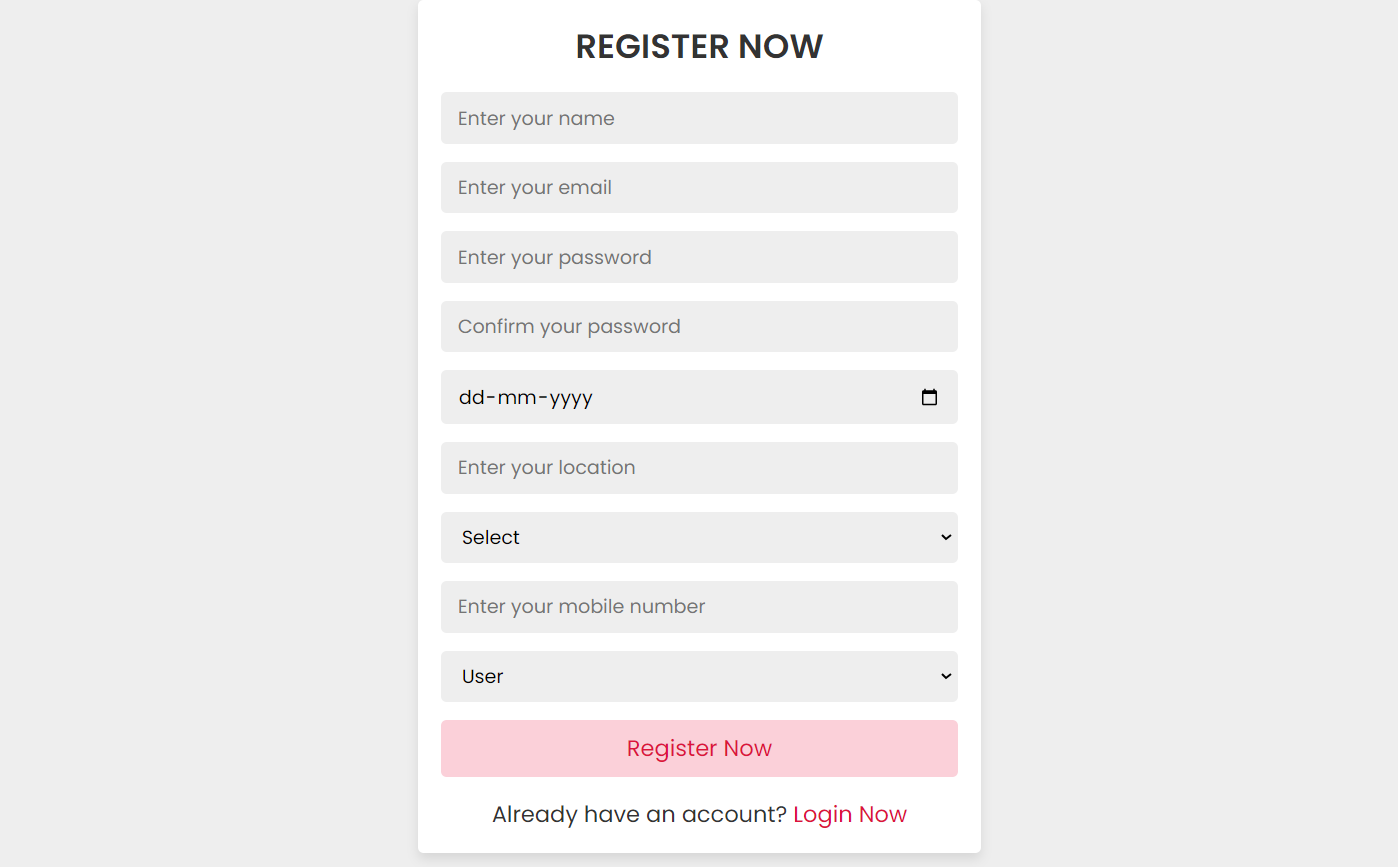 REGISTER NOW
Enter your name
Enter your email
Enter your password
Confirm your password
dd-mm-yyyy
Enter your location
Select
Enter your mobile number
User
Register Now
Already have an account? Login Now